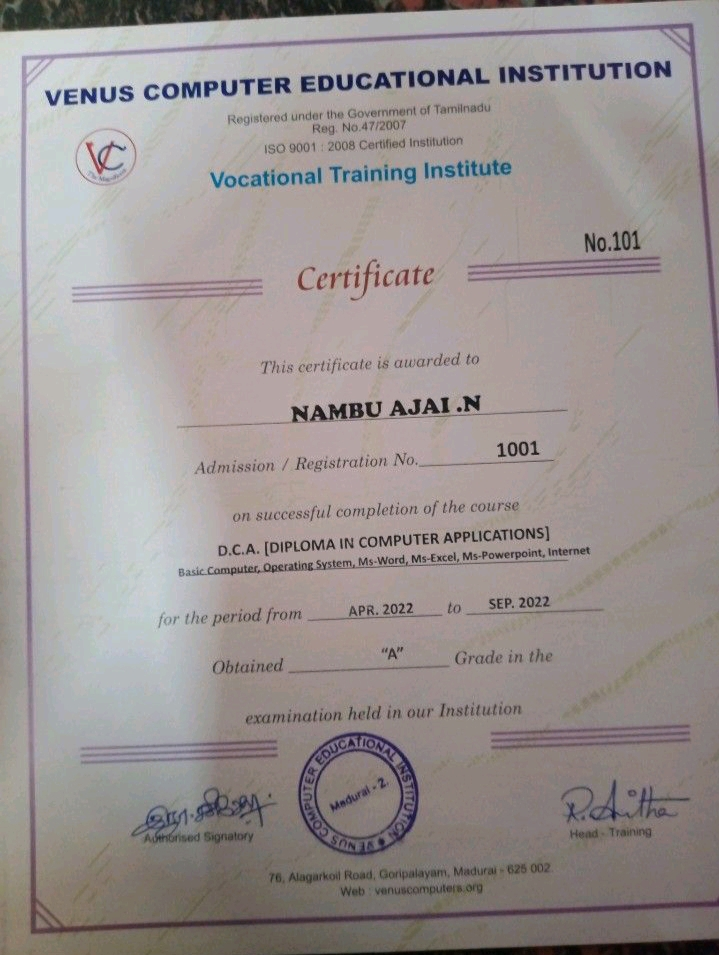 VENUS COMPUTER EDUCATIONAL INSTITUTION
Registered under the Government of Tamilnadu
Reg. No.47/2007
ISO 9001 : 2008 Certified Institution
VC
Vocational Training Institute
No.101
Certificate
This certificate is awarded to
NAMBU AJAI .N
Admission / Registration No. 1001
on successful completion of the course
D.C.A. [DIPLOMA IN COMPUTER APPLICATIONS]
Basic Computer, Operating System, Ms-Word, Ms-Excel, Ms-Powerpoint, Internet
for the period from APR. 2022 to SEP. 2022
Obtained "A" Grade in the
examination held in our Institution
VENUS COMPUTER EDUCATIONAL INSTITUTION
Madurai - 2.
R. Anitha
Authorised Signatory
Head - Training
76, Alagarkoil Road, Goripalayam, Madurai - 625 002.
Web : venuscomputers.org